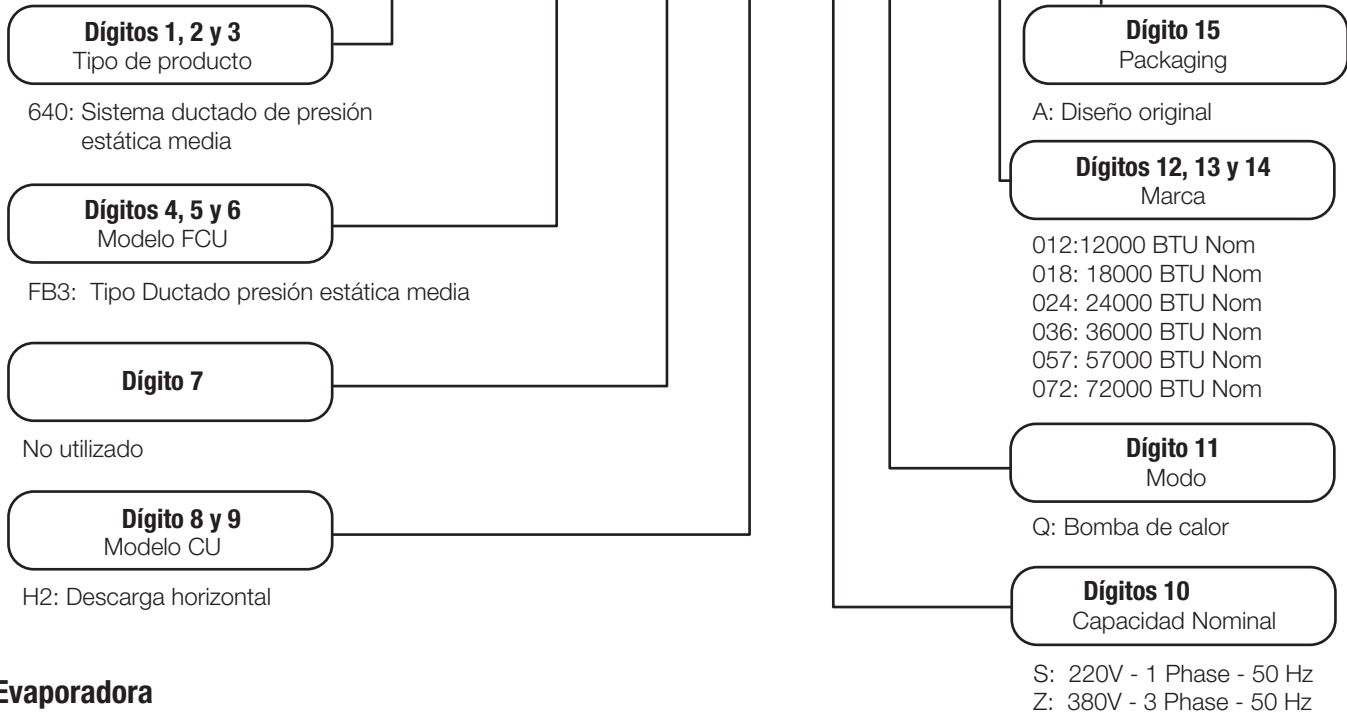 Dígitos 1, 2 y 3
Tipo de producto
640: Sistema ductado de presión
estática media
Dígitos 4, 5 y 6
Modelo FCU
FB3: Tipo Ductado presión estática media
Dígito 7
No utilizado
Dígito 8 y 9
Modelo CU
H2: Descarga horizontal
Evaporadora
Dígito 15
Packaging
A: Diseño original
Dígitos 12, 13 y 14
Marca
012:12000 BTU Nom
018: 18000 BTU Nom
024: 24000 BTU Nom
036: 36000 BTU Nom
057: 57000 BTU Nom
072: 72000 BTU Nom
Dígito 11
Modo
Q: Bomba de calor
Dígitos 10
Capacidad Nominal
S: 220V - 1 Phase - 50 Hz
Z: 380V - 3 Phase - 50 Hz